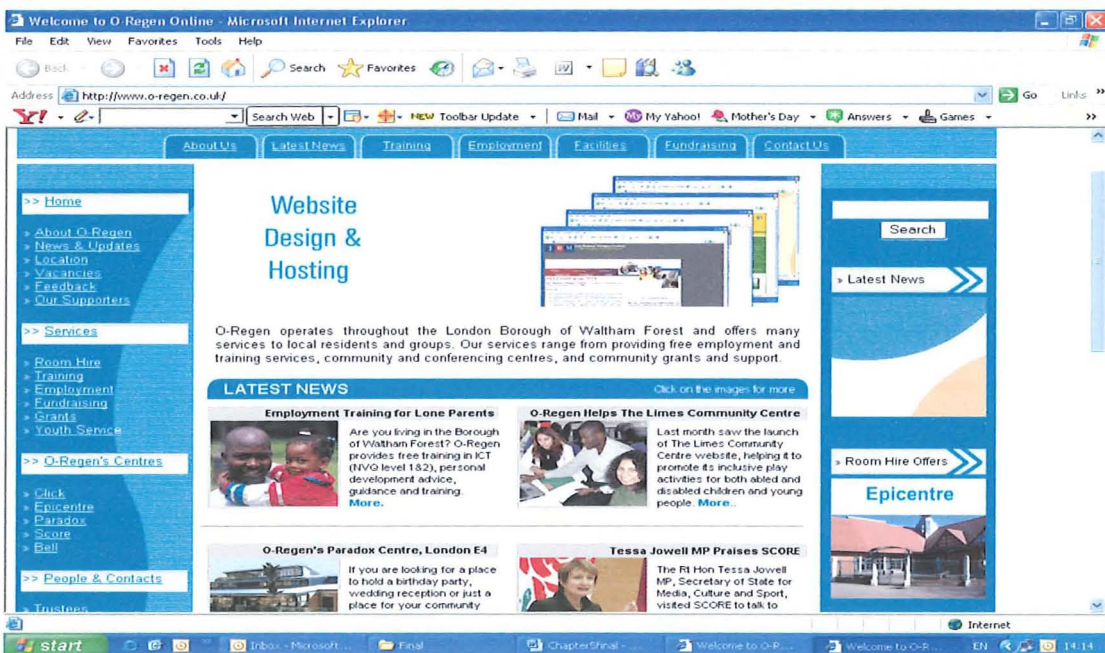 Welcome to O-Regen Online - Microsoft Internet Explorer
File Edit View Favorites Tools Help
Back Search Favorites
Address http://www.o-regen.co.uk/ Go Links »
Y! Search Web NEW Toolbar Update Mail My Yahoo! Mother's Day Answers Games »
About Us Latest News Training Employment Facilities Fundraising Contact Us
>> Home
» About O-Regen
» News & Updates
» Location
» Vacancies
» Feedback
» Our Supporters
>> Services
» Room Hire
» Training
» Employment
» Fundraising
» Grants
» Youth Service
>> O-Regen's Centres
» Click
» Epicentre
» Paradox
» Score
» Bell
>> People & Contacts
» Trustees
Website
Design &
Hosting
O-Regen operates throughout the London Borough of Waltham Forest and offers many
services to local residents and groups. Our services range from providing free employment and
training services, community and conferencing centres, and community grants and support.
LATEST NEWS Click on the images for more
Employment Training for Lone Parents
Are you living in the Borough
of Waltham Forest? O-Regen
provides free training in ICT
(NVQ level 1&2), personal
development advice,
guidance and training.
More.
O-Regen Helps The Limes Community Centre
Last month saw the launch
of The Limes Community
Centre website, helping it to
promote its inclusive play
activities for both abled and
disabled children and young
people. More..
O-Regen's Paradox Centre, London E4
If you are looking for a place
to hold a birthday party,
wedding reception or just a
place for your community
Tessa Jowell MP Praises SCORE
The Rt Hon Tessa Jowell
MP, Secretary of State for
Media, Culture and Sport,
visited SCORE to talk to
Search
» Latest News
» Room Hire Offers
Epicentre
Internet
start Inbox - Microsoft... Final Chapter5final - ... Welcome to O-R... Welcome to O-R... EN 14:14